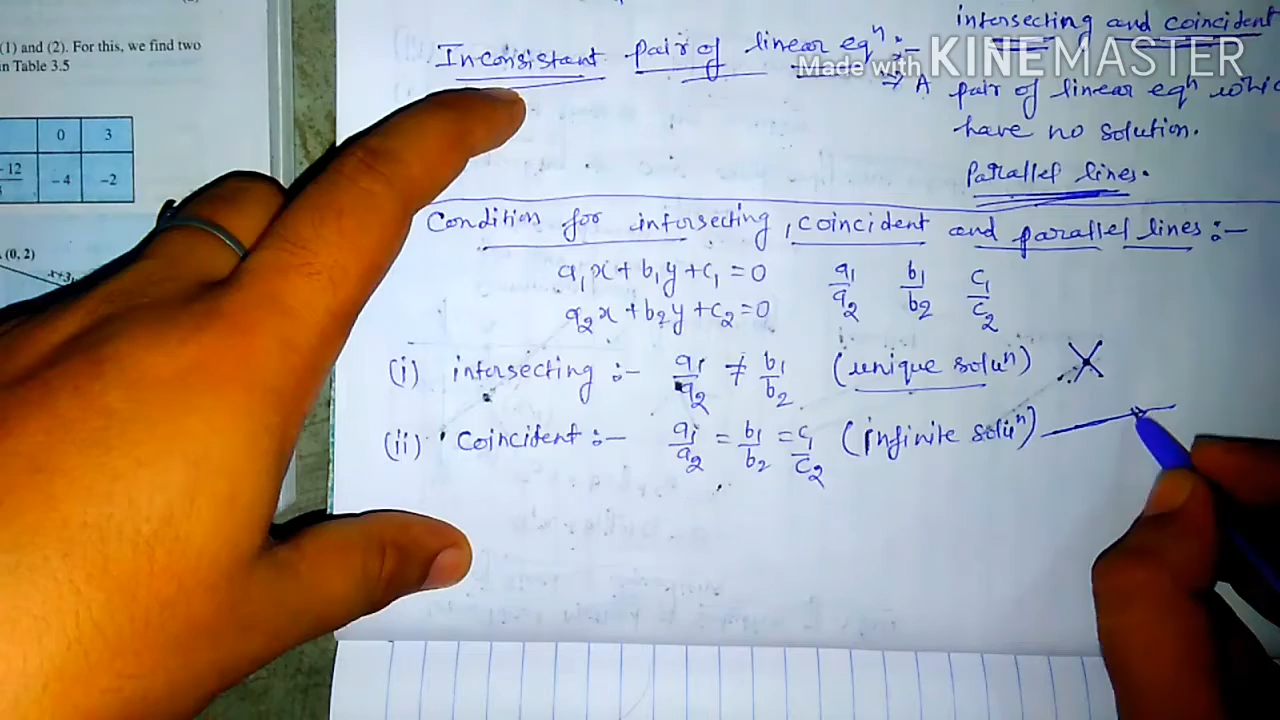 (1) and (2). For this, we find two
n Table 3.5
0 3
-12 -4 -2
(0, 2)
intersecting and coincident
Inconsistant pair of linear eqⁿ :-
Made with KINEMASTER
⇒ A pair of linear eqⁿ whic
have no solution.
Parallel lines.
Condition for intersecting, coincident and parallel lines :-
a₁x + b₁y + c₁ = 0 a₁/a₂ b₁/b₂ c₁/c₂
a₂x + b₂y + c₂ = 0
(i) intersecting :- a₁/a₂ ≠ b₁/b₂ (unique soluⁿ)
(ii) Coincident :- a₁/a₂ = b₁/b₂ = c₁/c₂ (infinite soluⁿ)